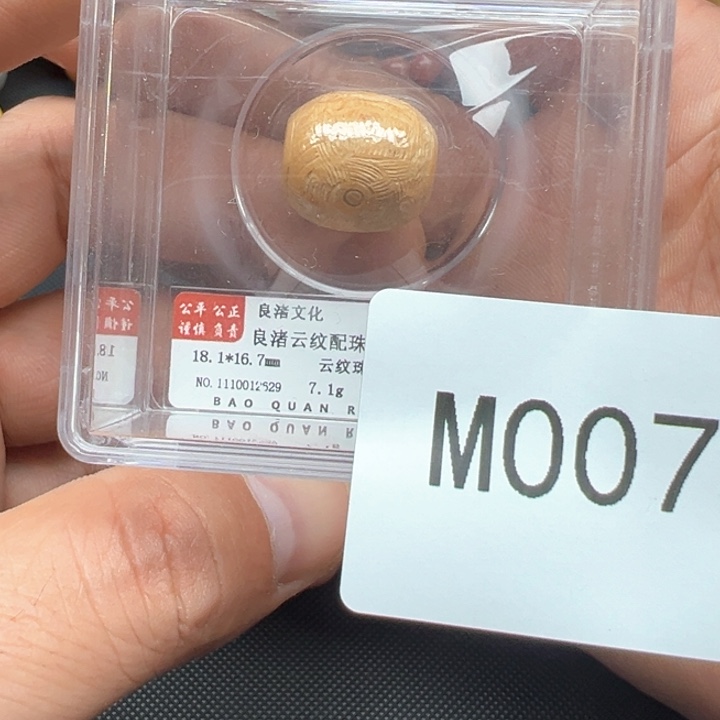 公平 公正
谨慎 负责
良渚文化
良渚云纹配珠
18.1*16.7mm
云纹珠
NO.1110012529 7.1g
BAO QUAN R
M007